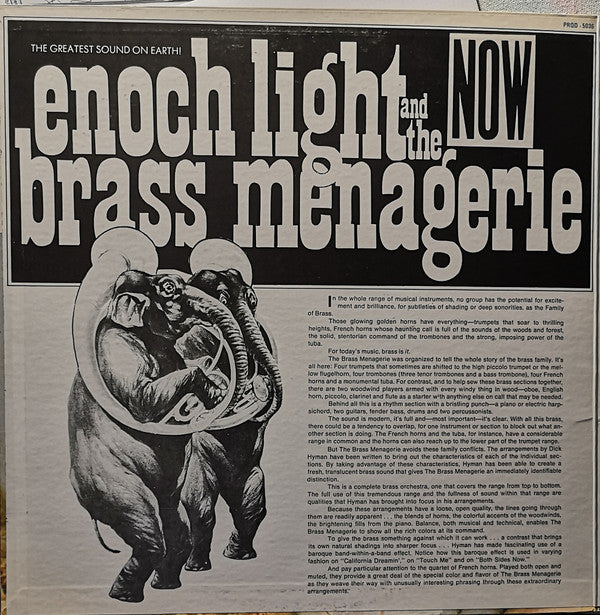 PROD - 5036
THE GREATEST SOUND ON EARTH!
enoch light
and
the
NOW
brass menagerie
In the whole range of musical instruments, no group has the potential for excite-
ment and brilliance, for subtleties of shading or deep sonorities, as the Family
of Brass.
Those glowing golden horns have everything—trumpets that soar to thrilling
heights, French horns whose haunting call is full of the sounds of the woods and forest,
the solid, stentorian command of the trombones and the strong, imposing power of the
tuba.
For today's music, brass is it.
The Brass Menagerie was organized to tell the whole story of the brass family. It's
all here: Four trumpets that sometimes are shifted to the high piccolo trumpet or the mel-
low flugelhorn, four trombones (three tenor trombones and a bass trombone), four French
horns and a monumental tuba. For contrast, and to help sew these brass sections together,
there are two woodwind players armed with every windy thing in wood—oboe, English
horn, piccolo, clarinet and flute as a starter with anything else on call that may be needed.
Behind all this is a rhythm section with a bristling punch—a piano or electric harp-
sichord, two guitars, fender bass, drums and two percussionists.
The sound is modern, it's full and—most important—it's clear. With all this brass,
there could be a tendency to overlap, for one instrument or section to block out what an-
other section is doing. The French horns and the tuba, for instance, have a considerable
range in common and the horns can also reach up to the lower part of the trumpet range.
But The Brass Menagerie avoids these family conflicts. The arrangements by Dick
Hyman have been written to bring out the characteristics of each of the individual sec-
tions. By taking advantage of these characteristics, Hyman has been able to create a
fresh, translucent brass sound that gives The Brass Menagerie an immediately identifiable
distinction.
This is a complete brass orchestra, one that covers the range from top to bottom.
The full use of this tremendous range and the fullness of sound within that range are
qualities that Hyman has brought into focus in his arrangements.
Because these arrangements have a loose, open quality, the lines going through
them are readily apparent . . . the blends of horns, the colorful accents of the woodwinds,
the brightening fills from the piano. Balance, both musical and technical, enables The
Brass Menagerie to show all the rich colors at its command.
To give the brass something against which it can work . . . a contrast that brings
its own natural shadings into sharper focus . . . Hyman has made fascinating use of a
baroque band-within-a-band effect. Notice how this baroque effect is used in varying
fashion on "California Dreamin'," on "Touch Me" and on "Both Sides Now."
And pay particular attention to the quartet of French horns. Played both open and
muted, they provide a great deal of the special color and flavor of The Brass Menagerie
as they weave their way with unusually interesting phrasing through these extraordinary
arrangements.